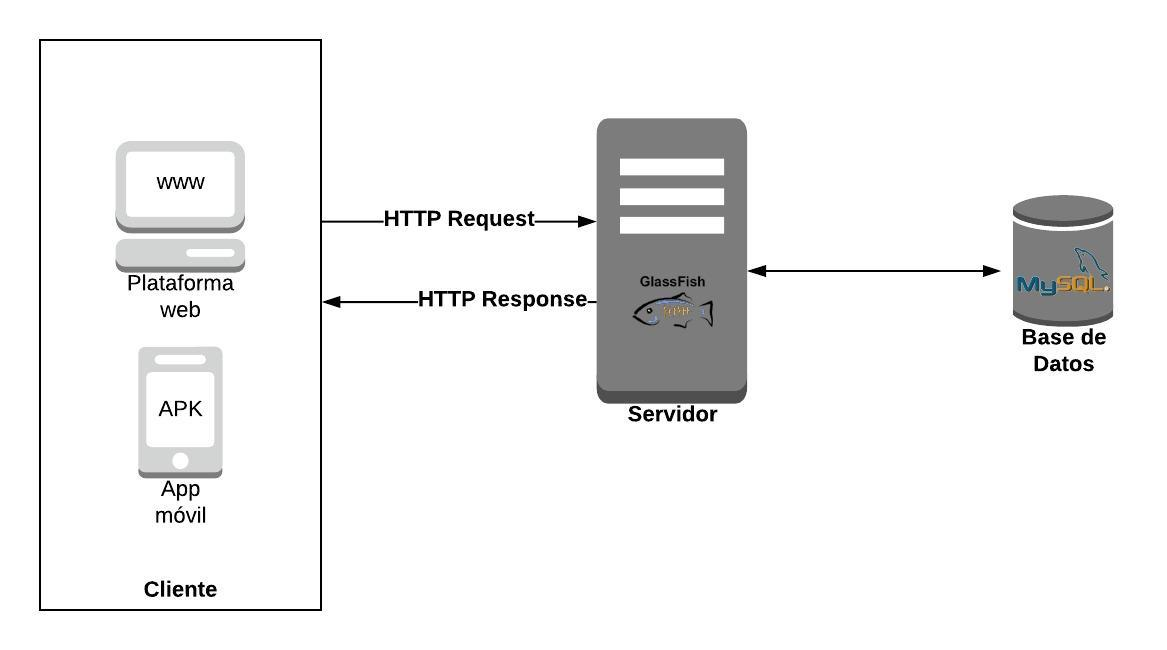 www
Plataforma
web
APK
App
móvil
Cliente
HTTP Request
HTTP Response
GlassFish
Servidor
MySQL
Base de
Datos